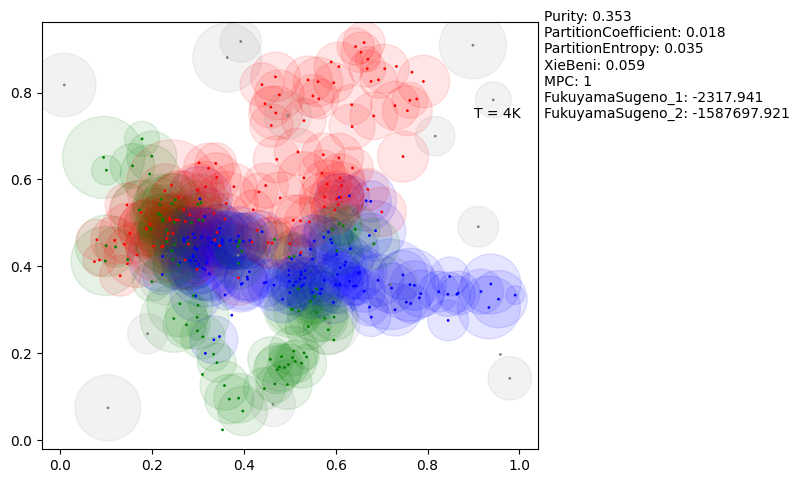 Purity: 0.353
PartitionCoefficient: 0.018
PartitionEntropy: 0.035
XieBeni: 0.059
MPC: 1
FukuyamaSugeno_1: -2317.941
FukuyamaSugeno_2: -1587697.921
T = 4K
0.8
0.6
0.4
0.2
0.0
0.0 0.2 0.4 0.6 0.8 1.0